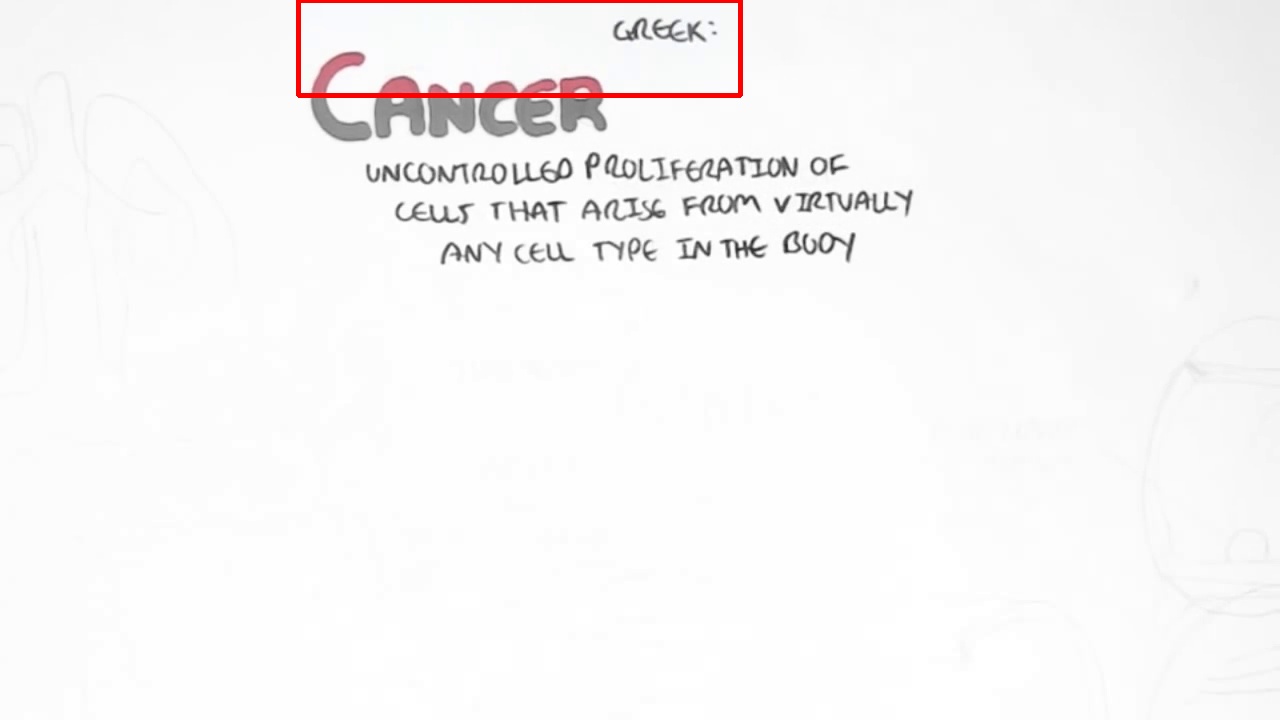 GREEK:
CANCER
UNCONTROLLED PROLIFERATION OF
CELLS THAT ARISE FROM VIRTUALLY
ANY CELL TYPE IN THE BODY